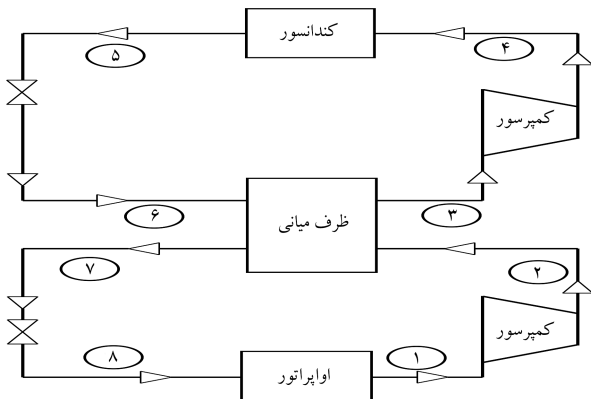 کندانسور
۵
۴
کمپرسور
ظرف میانی
۶
۳
۷
۲
کمپرسور
۸
۱
اواپراتور